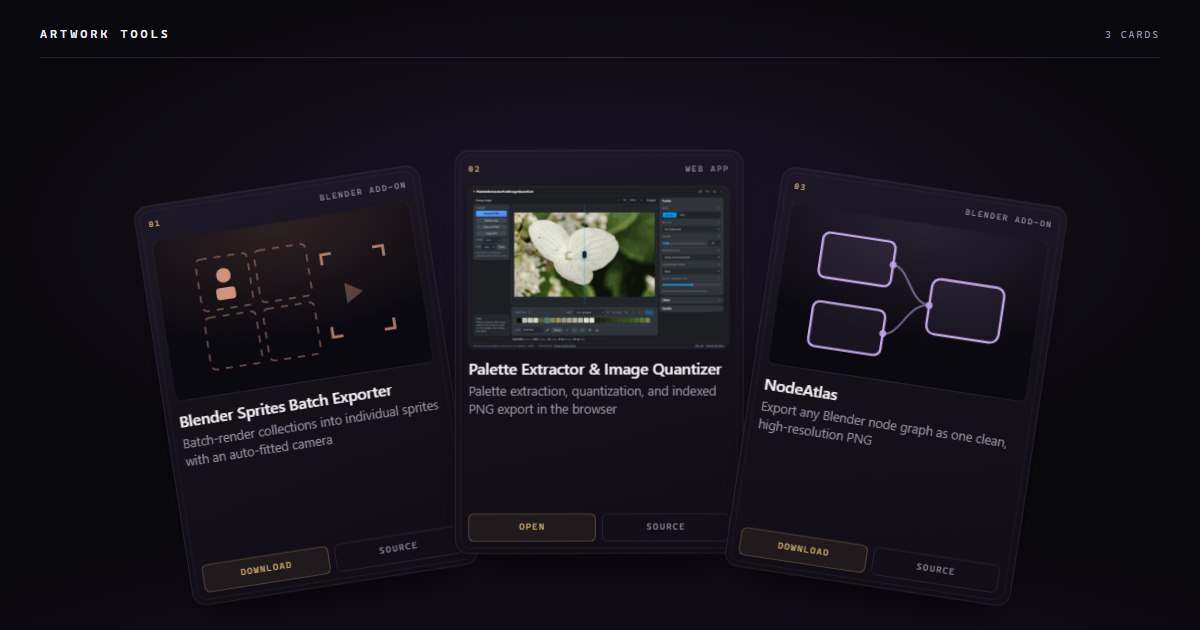 ARTWORK TOOLS
3 CARDS
01
BLENDER ADD-ON
Blender Sprites Batch Exporter
Batch-render collections into individual sprites
with an auto-fitted camera
DOWNLOAD
SOURCE
02
WEB APP
Palette Extractor & Image Quantizer
Palette extraction, quantization, and indexed
PNG export in the browser
OPEN
SOURCE
03
BLENDER ADD-ON
NodeAtlas
Export any Blender node graph as one clean,
high-resolution PNG
DOWNLOAD
SOURCE